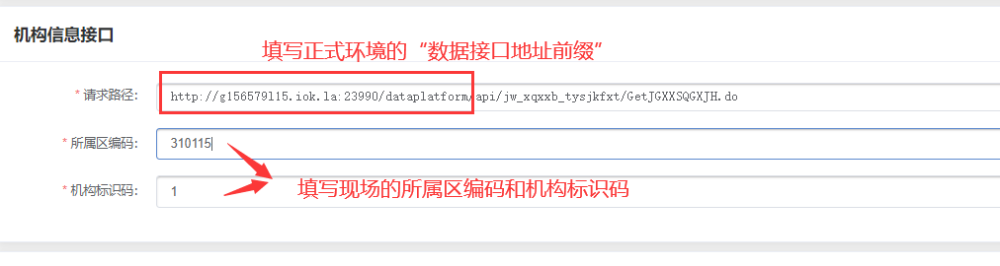 机构信息接口
填写正式环境的“数据接口地址前缀”
* 请求路径: http://g156579l15.iok.la:23990/dataplatform/api/jw_xqxxb_tysjkfxt/GetJGXXSQGXJH.do
* 所属区编码: 310115
* 机构标识码: 1
填写现场的所属区编码和机构标识码